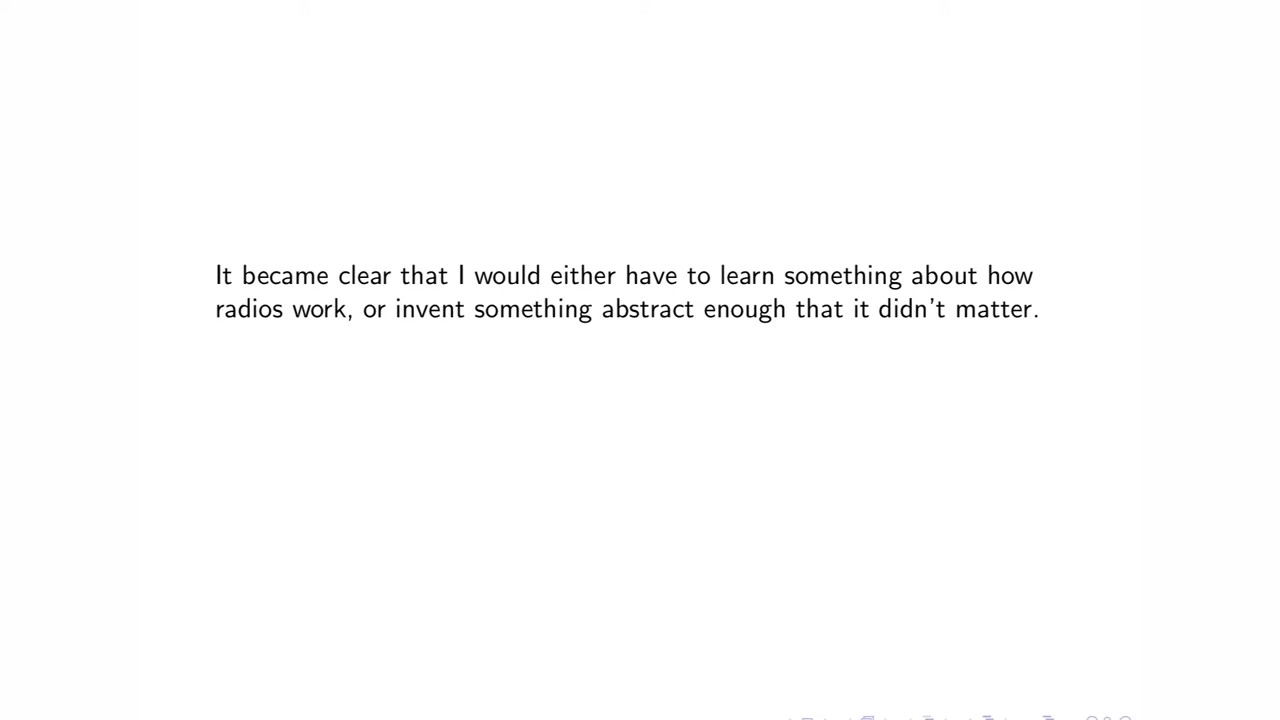 It became clear that I would either have to learn something about how
radios work, or invent something abstract enough that it didn't matter.